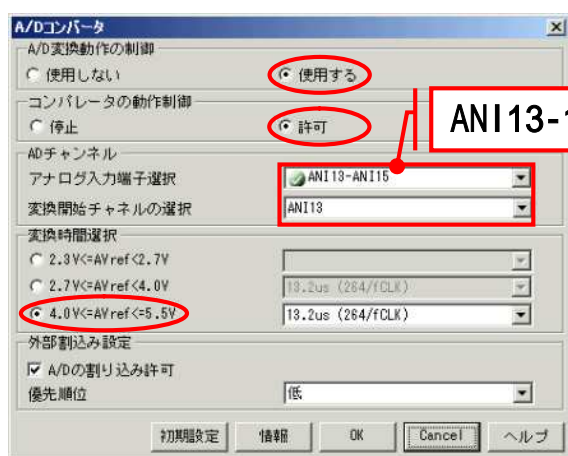 A/Dコンバータ
A/D変換動作の制御
使用しない 使用する
コンパレータの動作制御
停止 許可
ANI13-1
ADチャンネル
アナログ入力端子選択 ANI13-ANI15
変換開始チャネルの選択 ANI13
変換時間選択
2.3V<=AVref<2.7V
2.7V<=AVref<4.0V 13.2us (264/fCLK)
4.0V<=AVref<=5.5V 13.2us (264/fCLK)
外部割込み設定
A/Dの割り込み許可
優先順位 低
初期設定 情報 OK Cancel ヘルプ